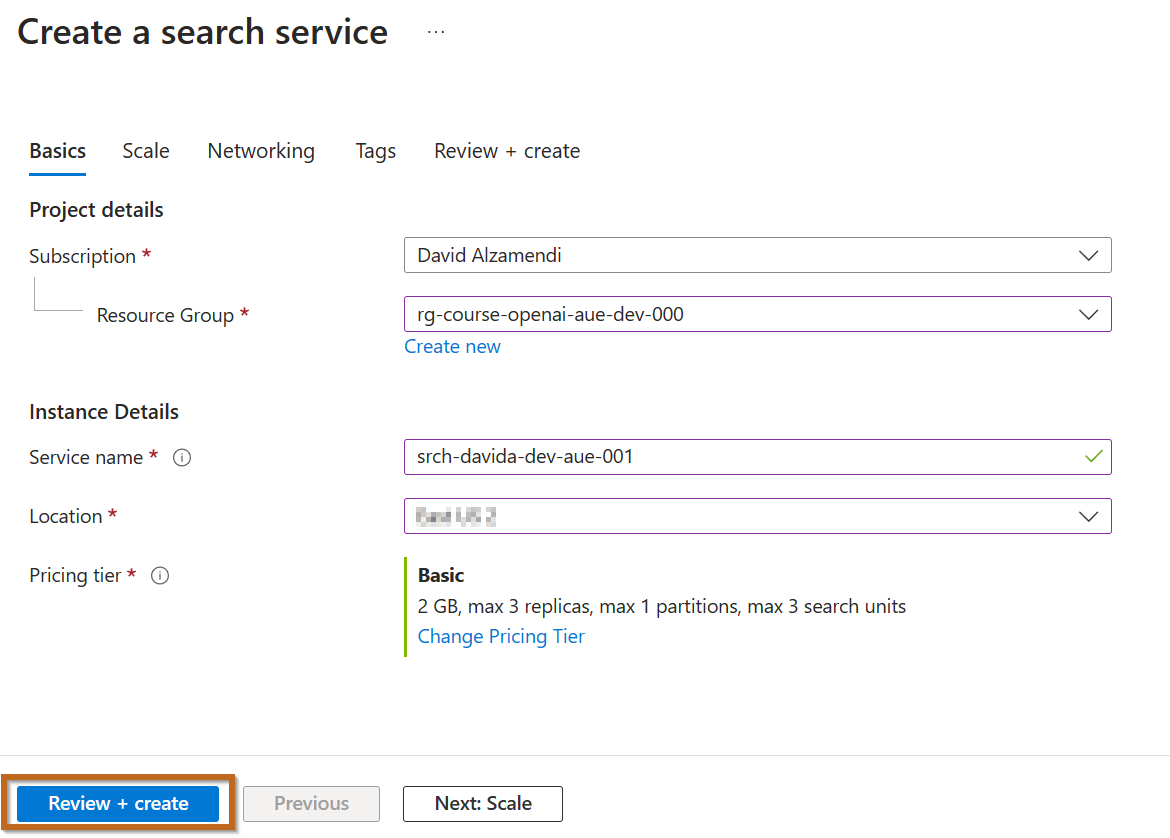 Create a search service ...
Basics Scale Networking Tags Review + create
Project details
Subscription * David Alzamendi
Resource Group * rg-course-openai-aue-dev-000
Create new
Instance Details
Service name * srch-davida-dev-aue-001
Location *
Pricing tier * Basic
2 GB, max 3 replicas, max 1 partitions, max 3 search units
Change Pricing Tier
Review + create Previous Next: Scale